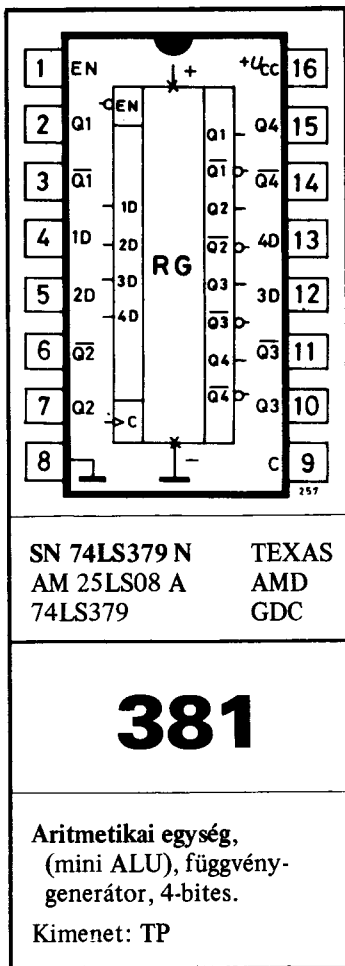 1 EN +UCC 16
2 Q1 Q4 15
3 Q̅1̅ Q̅4̅ 14
4 1D 4D 13
5 2D 3D 12
6 Q̅2̅ Q̅3̅ 11
7 Q2 Q3 10
8 C 9
+
EN
1D
2D
3D
4D
C
RG
Q1
Q̅1̅
Q2
Q̅2̅
Q3
Q̅3̅
Q4
Q̅4̅
−
257
SN 74LS379 N TEXAS
AM 25LS08 A AMD
74LS379 GDC
381
Aritmetikai egység,
(mini ALU), függvény-
generátor, 4-bites.
Kimenet: TP